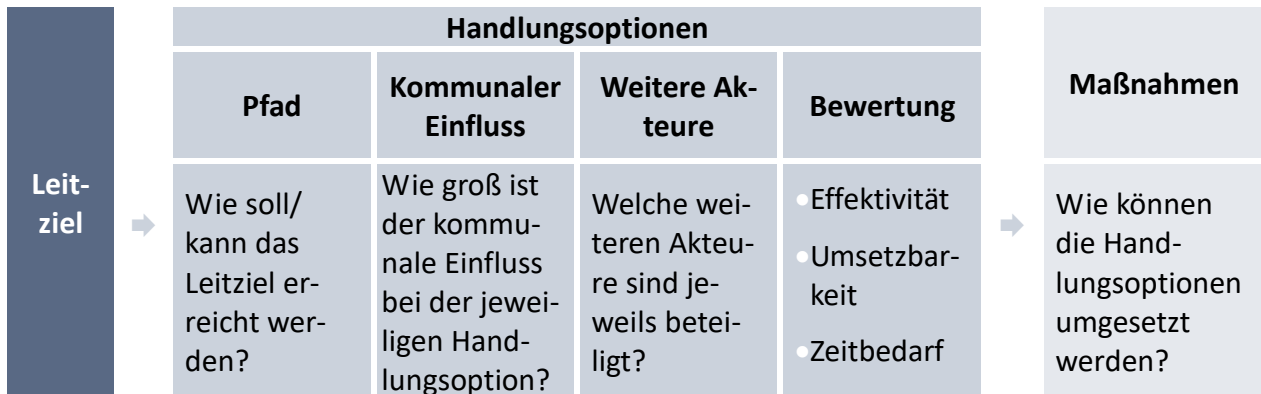 Handlungsoptionen
Leit-
ziel
Pfad
Kommunaler
Einfluss
Weitere Ak-
teure
Bewertung
Wie soll/
kann das
Leitziel er-
reicht wer-
den?
Wie groß ist
der kommu-
nale Einfluss
bei der jewei-
ligen Hand-
lungsoption?
Welche wei-
teren Akteu-
re sind je-
weils betei-
ligt?
•Effektivität
•Umsetzbar-
keit
•Zeitbedarf
Maßnahmen
Wie können
die Hand-
lungsoptionen
umgesetzt
werden?